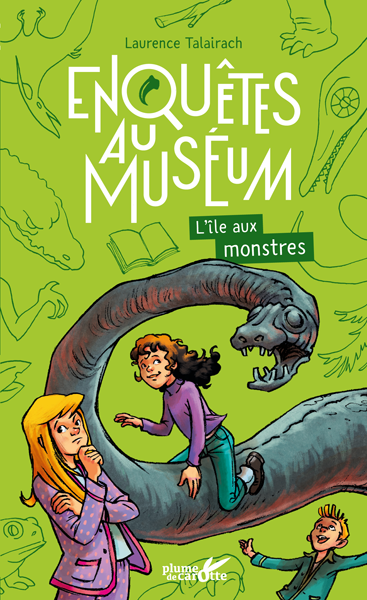 Laurence Talairach
ENQUÊTES
AU
MUSÉUM
L'île aux
monstres
plume
de carotte